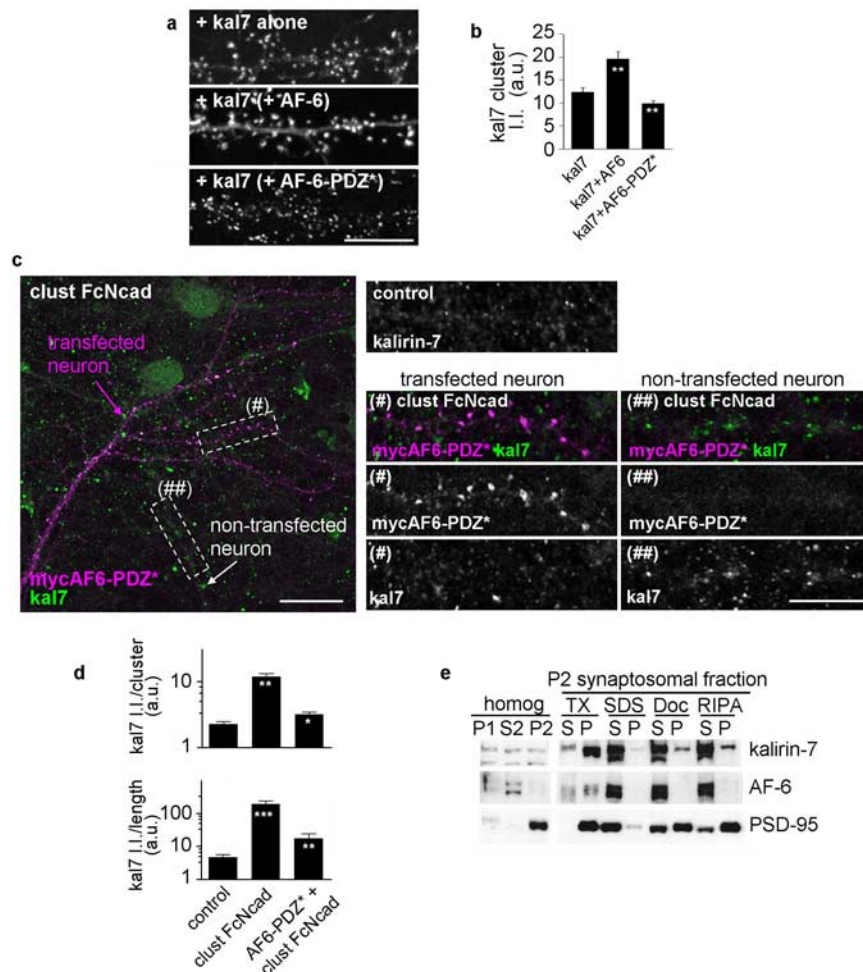 a
+ kal7 alone
+ kal7 (+ AF-6)
+ kal7 (+ AF-6-PDZ*)
b
kal7 cluster
I.I. (a.u.)
25
20
15
10
5
0
kal7
kal7+AF6
kal7+AF6-PDZ*
**
**
c
clust FcNcad
transfected
neuron
(#)
(##)
non-transfected
neuron
mycAF6-PDZ*
kal7
control
kalirin-7
transfected neuron
non-transfected neuron
(#) clust FcNcad
mycAF6-PDZ* kal7
(##) clust FcNcad
mycAF6-PDZ* kal7
(#)
mycAF6-PDZ*
(##)
mycAF6-PDZ*
(#)
kal7
(##)
kal7
d
kal7 I.I./cluster
(a.u.)
10
1
**
*
kal7 I.I./length
(a.u.)
100
10
1
***
**
control
clust FcNcad
AF6-PDZ* +
clust FcNcad
e
P2 synaptosomal fraction
homog TX SDS Doc RIPA
P1 S2 P2 S P S P S P S P
kalirin-7
AF-6
PSD-95